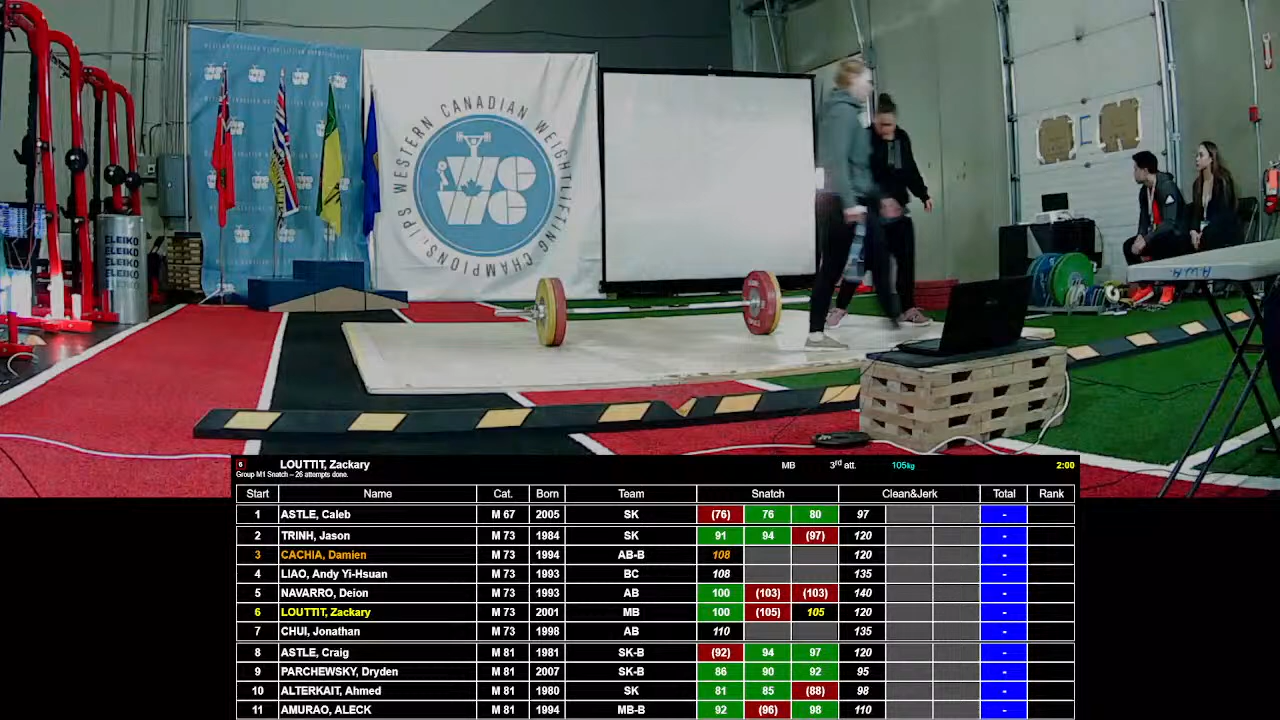 WESTERN CANADIAN WEIGHTLIFTING CHAMPIONSHIPS
WC
WC
ELEIKO
ELEIKO
ELEIKO
ELEIKO
AWA
6 LOUTTIT, Zackary MB 3rd att. 105kg 2:00
Group M1 Snatch – 26 attempts done.
Start Name Cat. Born Team Snatch Clean&Jerk Total Rank
1 ASTLE, Caleb M 67 2005 SK (76) 76 80 97 -
2 TRINH, Jason M 73 1984 SK 91 94 (97) 120 -
3 CACHIA, Damien M 73 1994 AB-B 108 120 -
4 LIAO, Andy Yi-Hsuan M 73 1993 BC 108 135 -
5 NAVARRO, Deion M 73 1993 AB 100 (103) (103) 140 -
6 LOUTTIT, Zackary M 73 2001 MB 100 (105) 105 120 -
7 CHUI, Jonathan M 73 1998 AB 110 135 -
8 ASTLE, Craig M 81 1981 SK-B (92) 94 97 120 -
9 PARCHEWSKY, Dryden M 81 2007 SK-B 86 90 92 95 -
10 ALTERKAIT, Ahmed M 81 1980 SK 81 85 (88) 98 -
11 AMURAO, ALECK M 81 1994 MB-B 92 (96) 98 110 -